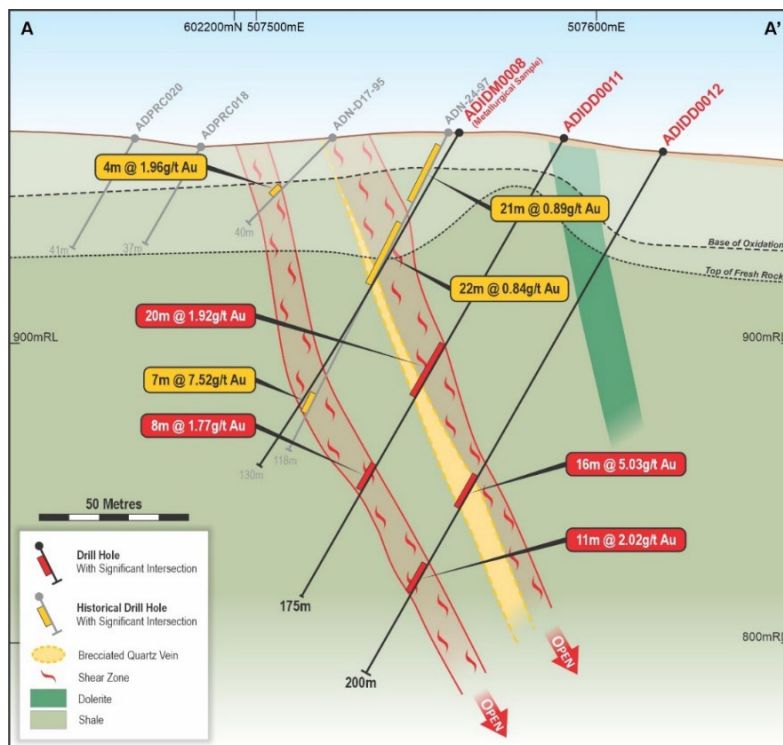 A
A'
602200mN
507500mE
507600mE
ADPRC020
ADPRC018
ADN-D17-95
ADN-24-97
ADIDM0008
(Metallurgical Sample)
ADIDD0011
ADIDD0012
4m @ 1.96g/t Au
21m @ 0.89g/t Au
40m
41m
37m
Base of Oxidation
22m @ 0.84g/t Au
Top of Fresh Rock
20m @ 1.92g/t Au
900mRL
900mRL
7m @ 7.52g/t Au
8m @ 1.77g/t Au
118m
130m
16m @ 5.03g/t Au
50 Metres
11m @ 2.02g/t Au
Drill Hole
With Significant Intersection
175m
Historical Drill Hole
With Significant Intersection
800mRL
Brecciated Quartz Vein
OPEN
Shear Zone
200m
Dolerite
OPEN
Shale